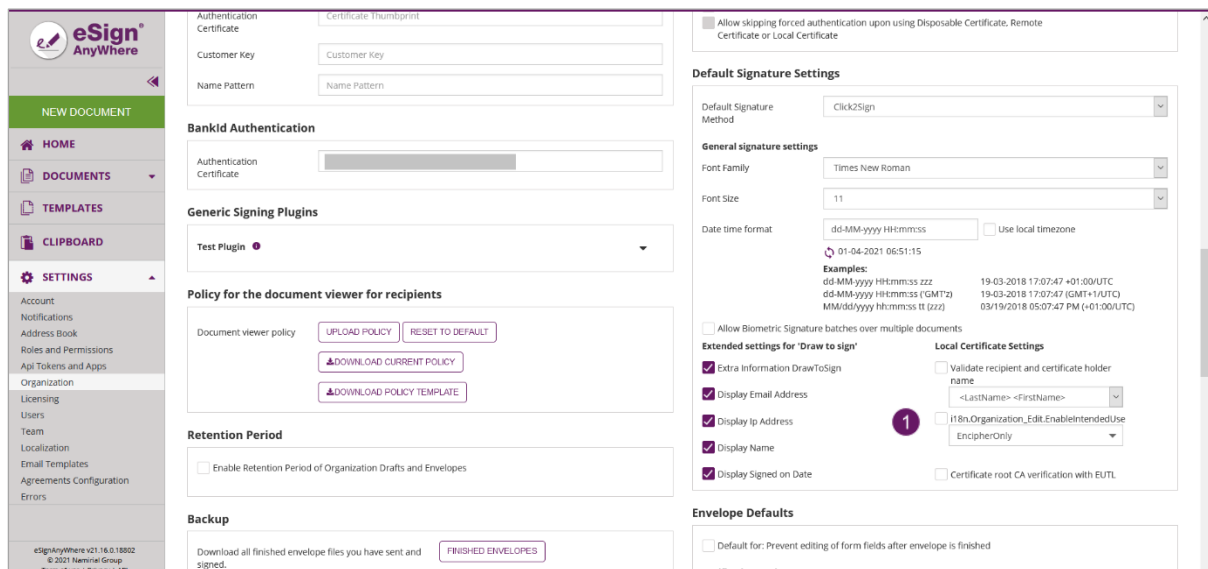 eSign®
AnyWhere
NEW DOCUMENT
HOME
DOCUMENTS
TEMPLATES
CLIPBOARD
SETTINGS
Account
Notifications
Address Book
Roles and Permissions
Api Tokens and Apps
Organization
Licensing
Users
Team
Localization
Email Templates
Agreements Configuration
Errors
eSignAnyWhere v21.16.0.18802
© 2021 Namirial Group
Authentication
Certificate
Certificate Thumbprint
Customer Key
Customer Key
Name Pattern
Name Pattern
BankId Authentication
Authentication
Certificate
Generic Signing Plugins
Test Plugin
Policy for the document viewer for recipients
Document viewer policy
UPLOAD POLICY
RESET TO DEFAULT
DOWNLOAD CURRENT POLICY
DOWNLOAD POLICY TEMPLATE
Retention Period
Enable Retention Period of Organization Drafts and Envelopes
Backup
Download all finished envelope files you have sent and
signed.
FINISHED ENVELOPES
Allow skipping forced authentication upon using Disposable Certificate, Remote
Certificate or Local Certificate
Default Signature Settings
Default Signature
Method
Click2Sign
General signature settings
Font Family
Times New Roman
Font Size
11
Date time format
dd-MM-yyyy HH:mm:ss
Use local timezone
01-04-2021 06:51:15
Examples:
dd-MM-yyyy HH:mm:ss zzz 19-03-2018 17:07:47 +01:00/UTC
dd-MM-yyyy HH:mm:ss ('GMT'z) 19-03-2018 17:07:47 (GMT+1/UTC)
MM/dd/yyyy hh:mm:ss tt (zzz) 03/19/2018 05:07:47 PM (+01:00/UTC)
Allow Biometric Signature batches over multiple documents
Extended settings for 'Draw to sign'
Extra Information DrawToSign
Display Email Address
Display Ip Address
Display Name
Display Signed on Date
Local Certificate Settings
Validate recipient and certificate holder
name
<LastName> <FirstName>
1
i18n.Organization_Edit.EnableIntendedUse
EncipherOnly
Certificate root CA verification with EUTL
Envelope Defaults
Default for: Prevent editing of form fields after envelope is finished